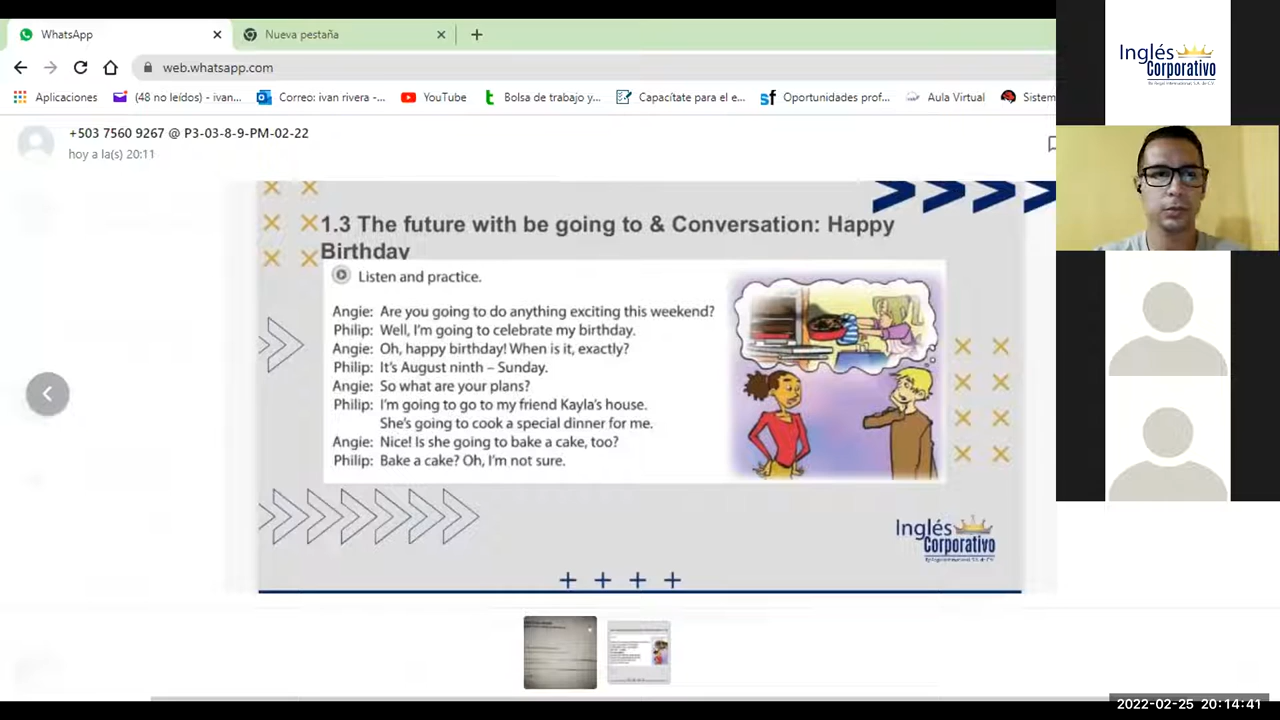 WhatsApp
Nueva pestaña
web.whatsapp.com
Aplicaciones
(48 no leídos) - ivan...
Correo: ivan rivera -...
YouTube
Bolsa de trabajo y...
Capacítate para el e...
Oportunidades prof...
Aula Virtual
Sistem
+503 7560 9267 @ P3-03-8-9-PM-02-22
hoy a la(s) 20:11
1.3 The future with be going to & Conversation: Happy
Birthday
Listen and practice.
Angie: Are you going to do anything exciting this weekend?
Philip: Well, I'm going to celebrate my birthday.
Angie: Oh, happy birthday! When is it, exactly?
Philip: It's August ninth – Sunday.
Angie: So what are your plans?
Philip: I'm going to go to my friend Kayla's house.
She's going to cook a special dinner for me.
Angie: Nice! Is she going to bake a cake, too?
Philip: Bake a cake? Oh, I'm not sure.
Inglés
Corporativo
Inglés
Corporativo
2022-02-25 20:14:41